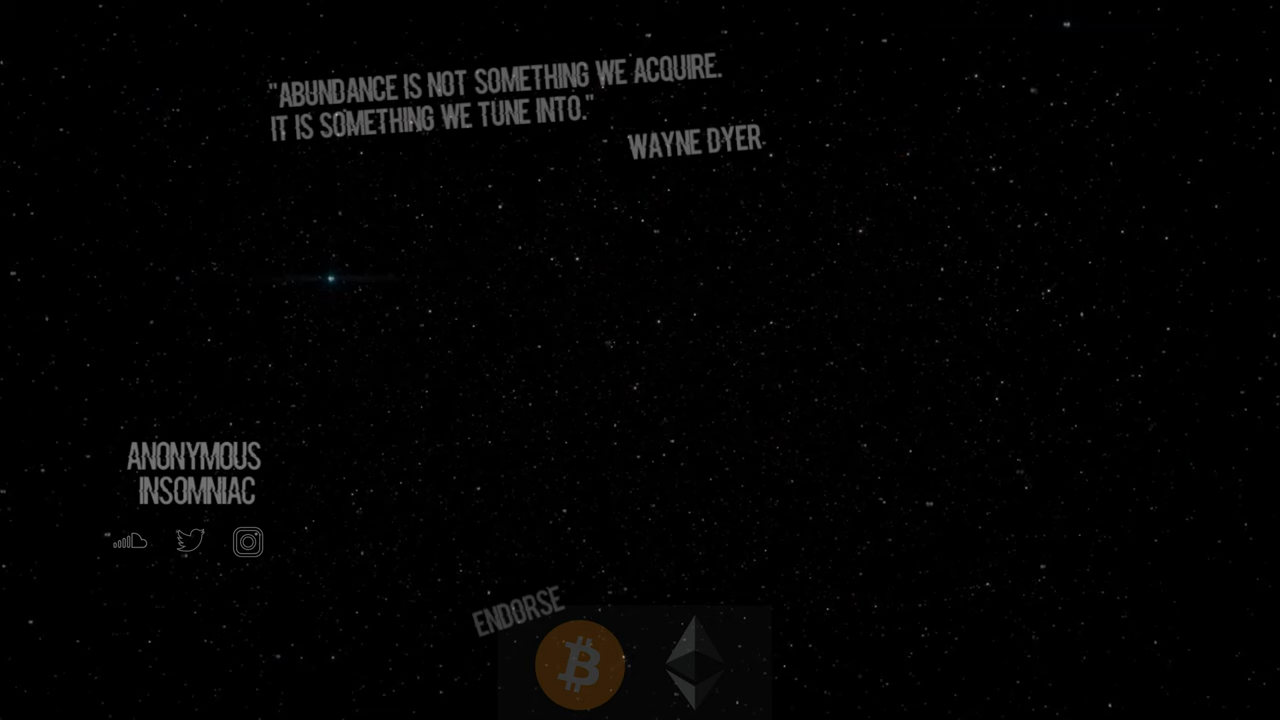 "ABUNDANCE IS NOT SOMETHING WE ACQUIRE.
IT IS SOMETHING WE TUNE INTO."
WAYNE DYER
ANONYMOUS
INSOMNIAC
ENDORSE